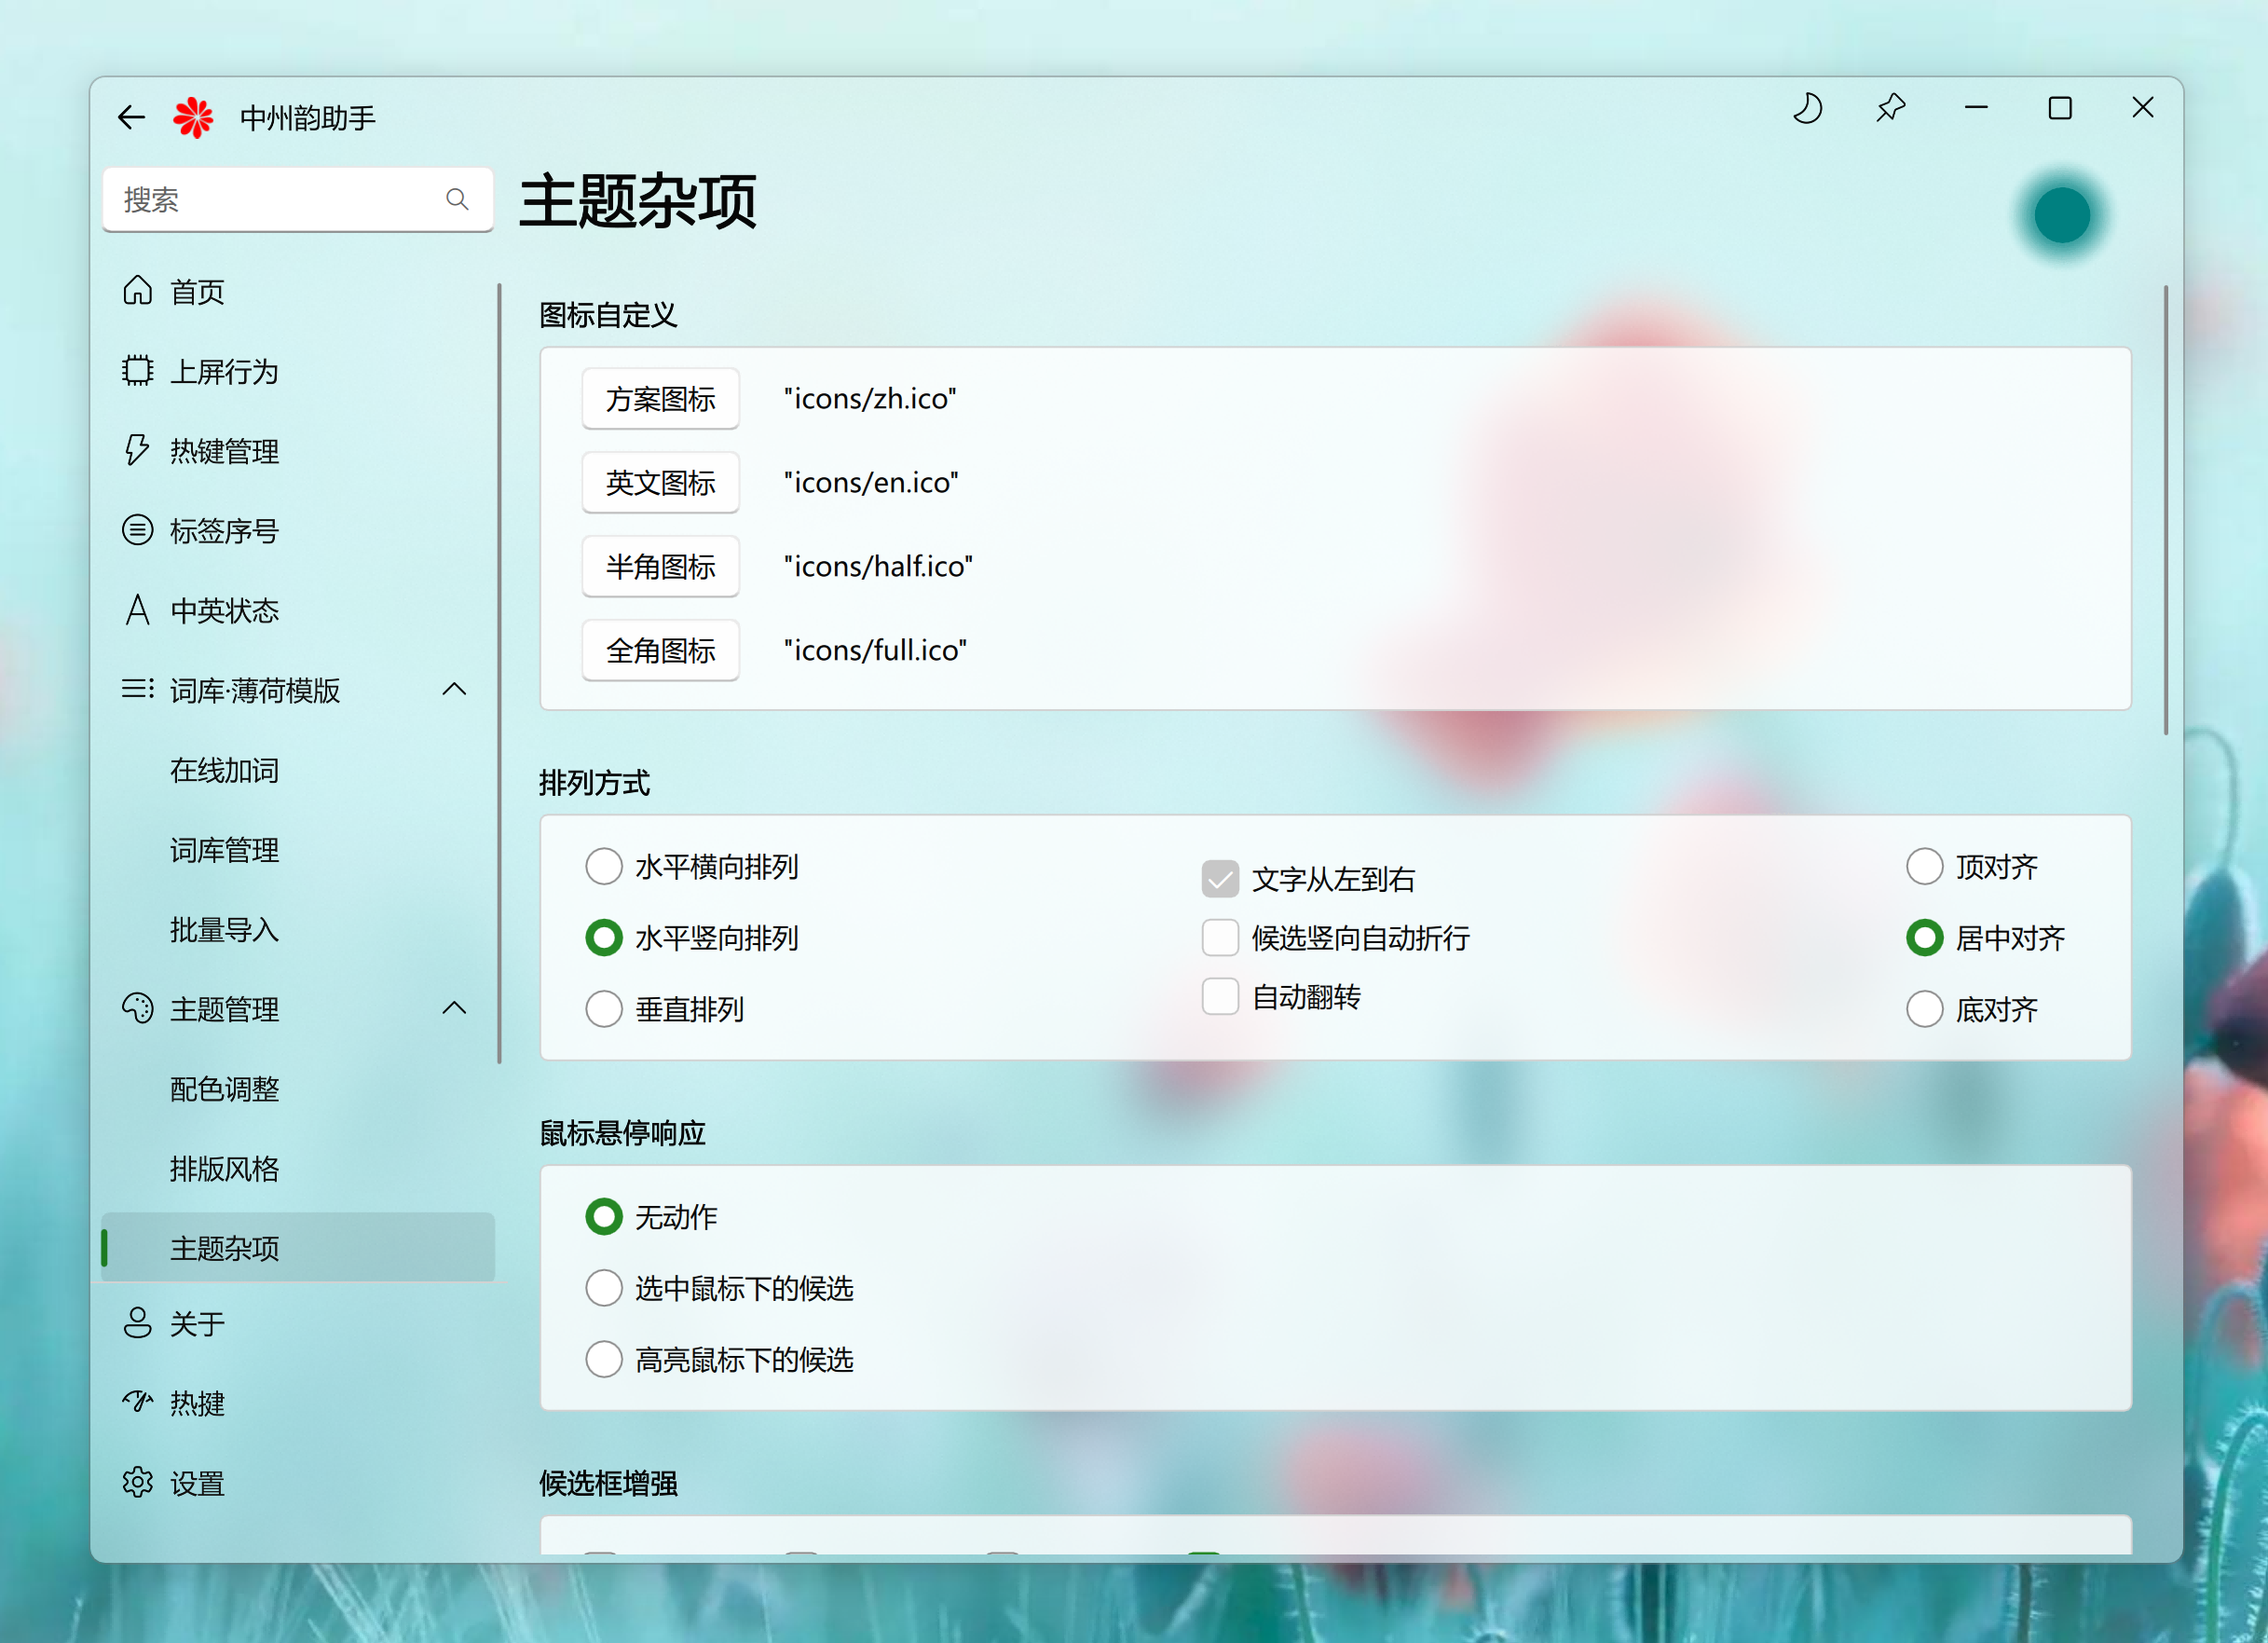 中州韵助手
搜索
首页
上屏行为
热键管理
标签序号
中英状态
词库·薄荷模版
在线加词
词库管理
批量导入
主题管理
配色调整
排版风格
主题杂项
关于
热键
设置
主题杂项
图标自定义
方案图标 "icons/zh.ico"
英文图标 "icons/en.ico"
半角图标 "icons/half.ico"
全角图标 "icons/full.ico"
排列方式
水平横向排列
水平竖向排列
垂直排列
文字从左到右
候选竖向自动折行
自动翻转
顶对齐
居中对齐
底对齐
鼠标悬停响应
无动作
选中鼠标下的候选
高亮鼠标下的候选
候选框增强